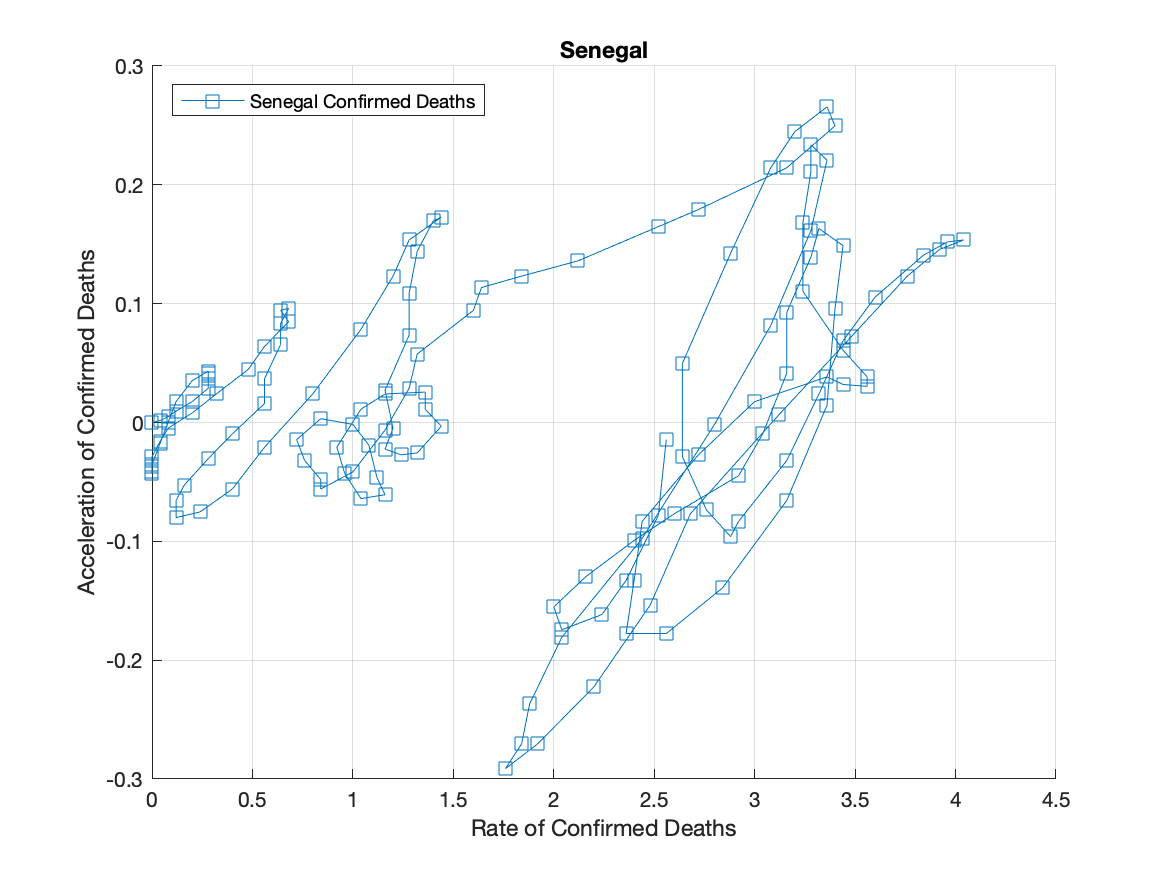 Senegal
Senegal Confirmed Deaths
0.3
0.2
0.1
0
-0.1
-0.2
-0.3
Acceleration of Confirmed Deaths
0 0.5 1 1.5 2 2.5 3 3.5 4 4.5
Rate of Confirmed Deaths